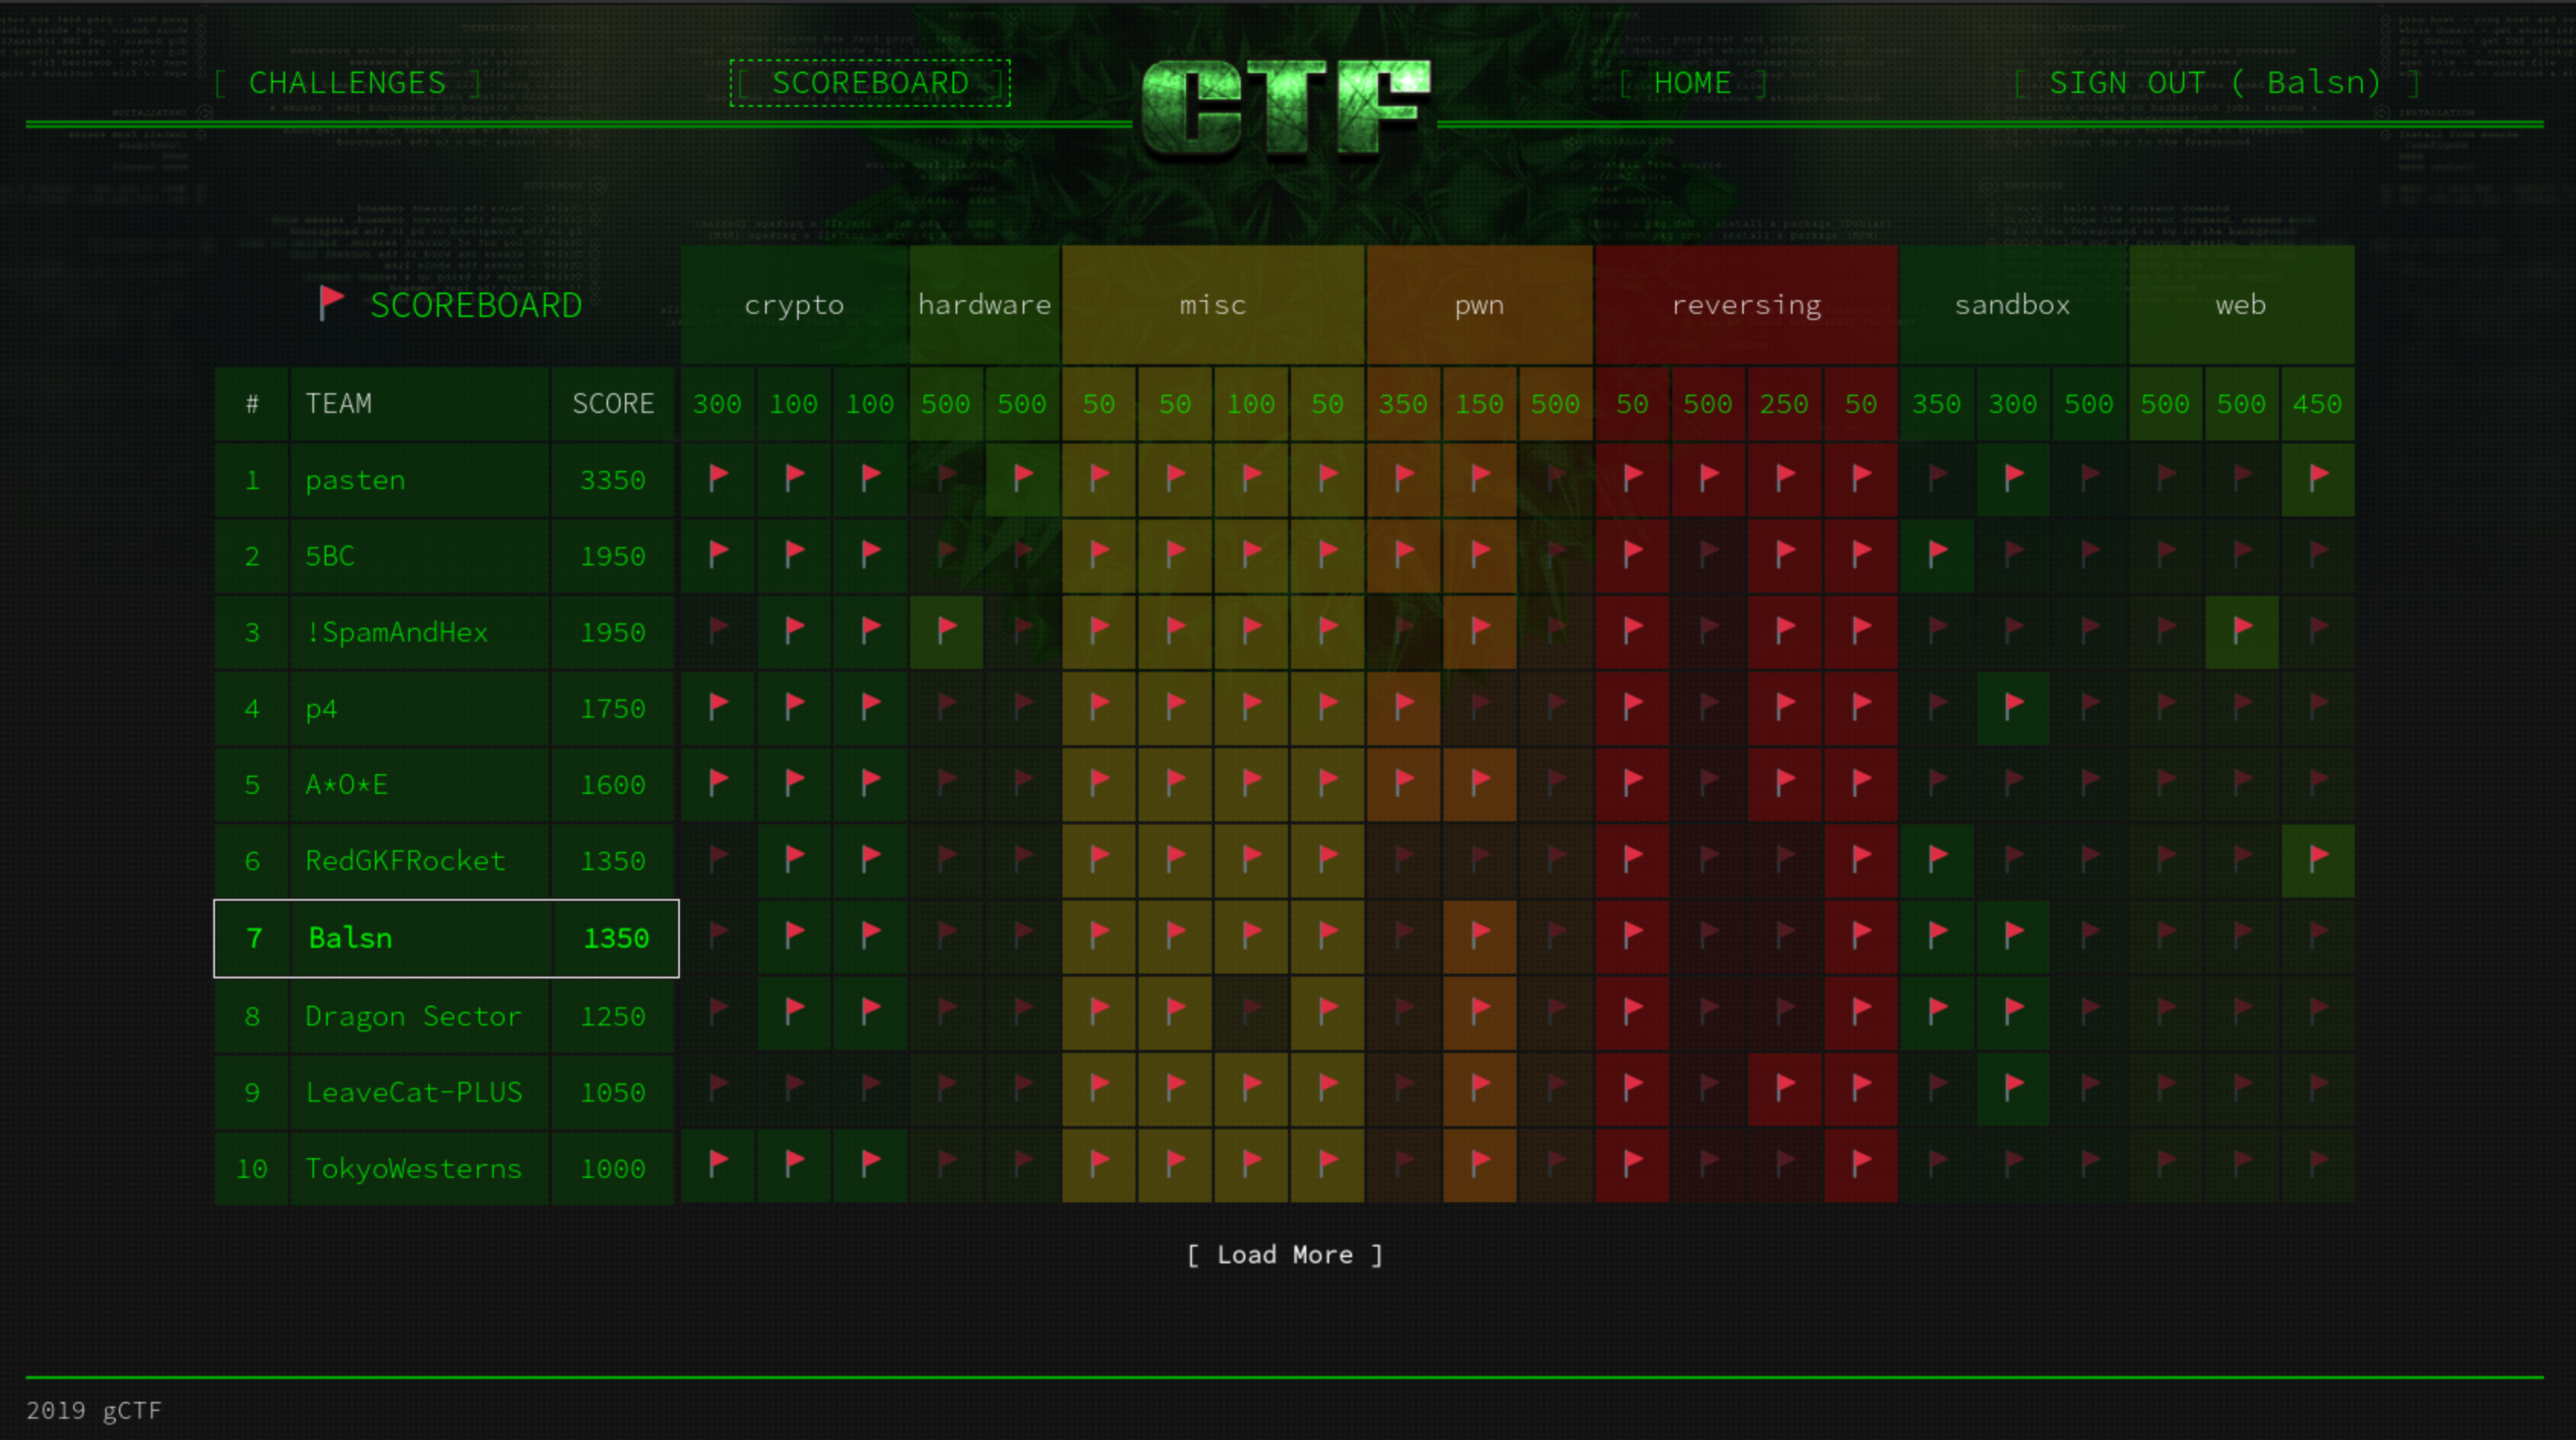 [ CHALLENGES ] [ SCOREBOARD ] CTF [ HOME ] [ SIGN OUT ( Balsn) ]
SCOREBOARD crypto hardware misc pwn reversing sandbox web
# TEAM SCORE 300 100 100 500 500 50 50 100 50 350 150 500 50 500 250 50 350 300 500 500 500 450
1 pasten 3350
2 5BC 1950
3 !SpamAndHex 1950
4 p4 1750
5 A*O*E 1600
6 RedGKFRocket 1350
7 Balsn 1350
8 Dragon Sector 1250
9 LeaveCat-PLUS 1050
10 TokyoWesterns 1000
[ Load More ]
2019 gCTF